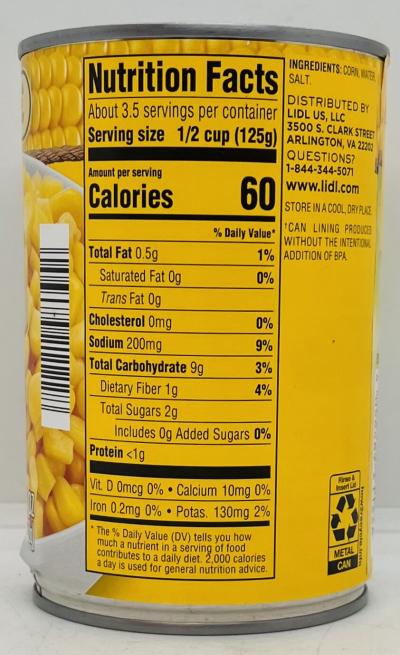 Nutrition Facts
About 3.5 servings per container
Serving size 1/2 cup (125g)
Amount per serving
Calories 60
% Daily Value*
Total Fat 0.5g 1%
Saturated Fat 0g 0%
Trans Fat 0g
Cholesterol 0mg 0%
Sodium 200mg 9%
Total Carbohydrate 9g 3%
Dietary Fiber 1g 4%
Total Sugars 2g
Includes 0g Added Sugars 0%
Protein <1g
Vit. D 0mcg 0% • Calcium 10mg 0%
Iron 0.2mg 0% • Potas. 130mg 2%
* The % Daily Value (DV) tells you how
much a nutrient in a serving of food
contributes to a daily diet. 2,000 calories
a day is used for general nutrition advice.
INGREDIENTS: CORN, WATER,
SALT.
DISTRIBUTED BY
LIDL US, LLC
3500 S. CLARK STREET
ARLINGTON, VA 22202
QUESTIONS?
1-844-344-5071
www.lidl.com
STORE IN A COOL, DRY PLACE.
†CAN LINING PRODUCED
WITHOUT THE INTENTIONAL
ADDITION OF BPA.
Rinse &
Insert Lid
METAL
CAN